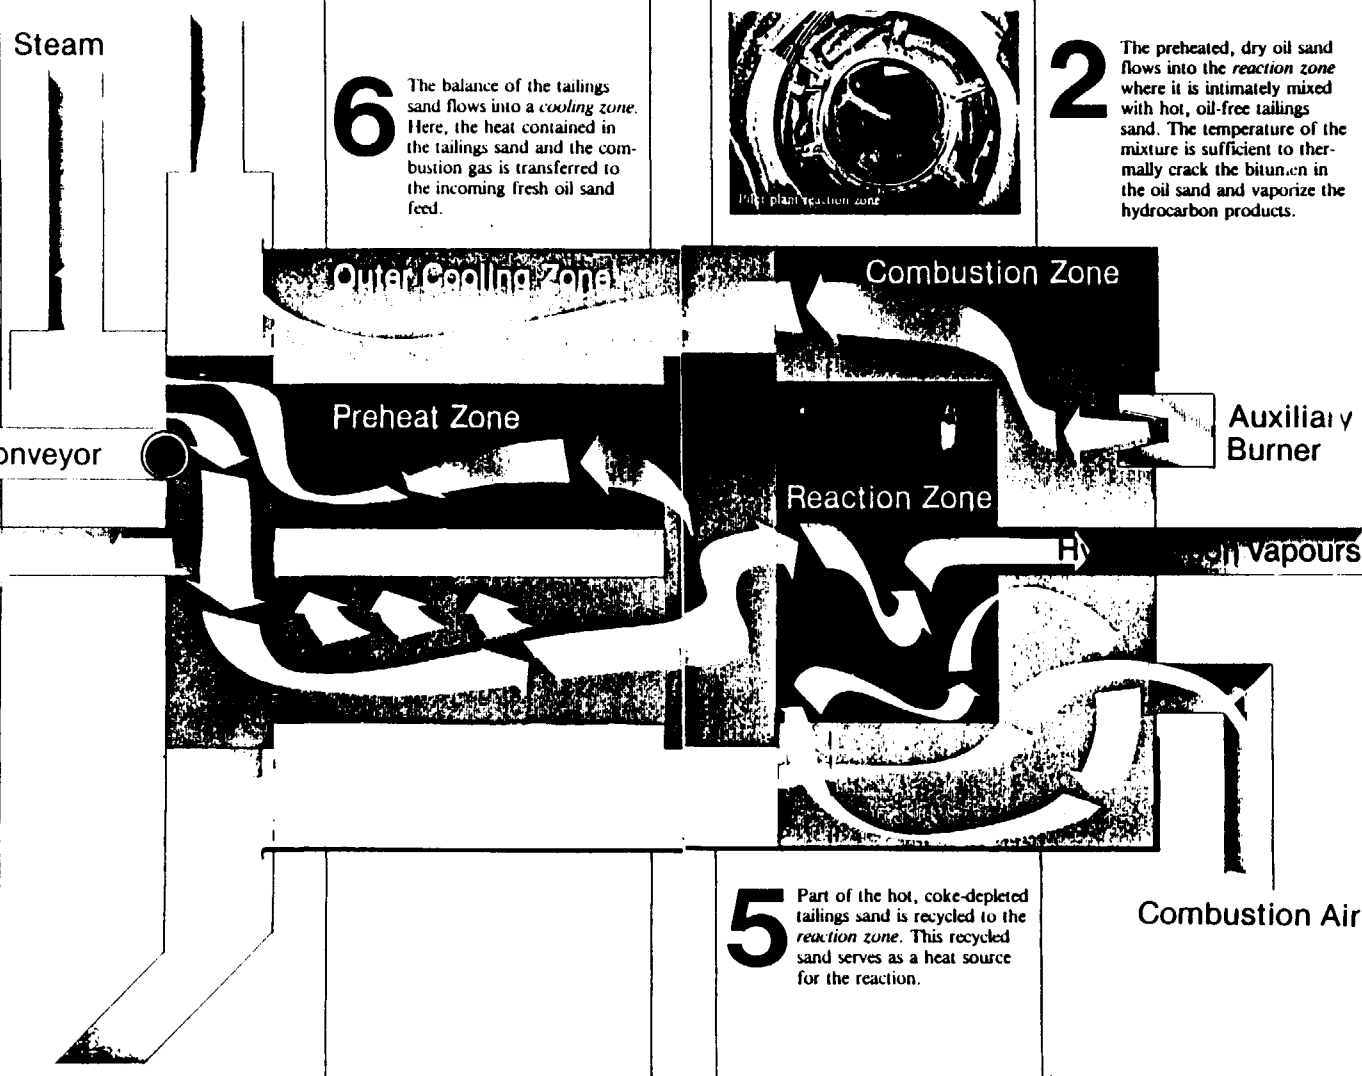 Steam
6
The balance of the tailings
sand flows into a cooling zone.
Here, the heat contained in
the tailings sand and the com-
bustion gas is transferred to
the incoming fresh oil sand
feed.
Pilot plant reaction zone
2
The preheated, dry oil sand
flows into the reaction zone
where it is intimately mixed
with hot, oil-free tailings
sand. The temperature of the
mixture is sufficient to ther-
mally crack the bitumen in
the oil sand and vaporize the
hydrocarbon products.
Outer Cooling Zone
Combustion Zone
Preheat Zone
Auxiliary
Burner
onveyor
Reaction Zone
vapours
5
Part of the hot, coke-depleted
tailings sand is recycled to the
reaction zone. This recycled
sand serves as a heat source
for the reaction.
Combustion Air